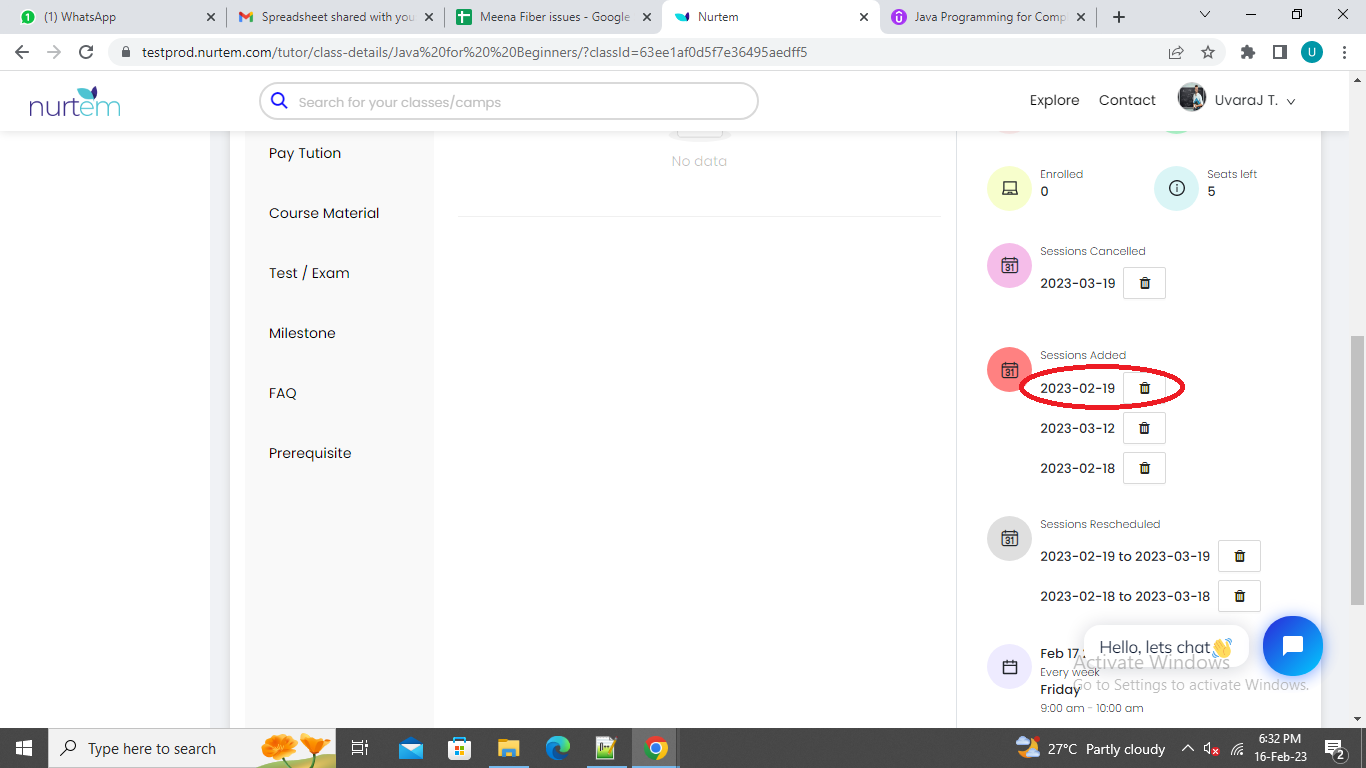 (1) WhatsApp
Spreadsheet shared with you
Meena Fiber issues - Google
Nurtem
Java Programming for Comp
testprod.nurtem.com/tutor/class-details/Java%20for%20%20Beginners/?classId=63ee1af0d5f7e36495aedff5
U
nurtem
Search for your classes/camps
Explore
Contact
UvaraJ T.
Pay Tution
Course Material
Test / Exam
Milestone
FAQ
Prerequisite
No data
Enrolled
0
Seats left
5
Sessions Cancelled
31
2023-03-19
Sessions Added
31
2023-02-19
2023-03-12
2023-02-18
Sessions Rescheduled
31
2023-02-19 to 2023-03-19
2023-02-18 to 2023-03-18
Feb 17
Every week
Friday
9:00 am - 10:00 am
Hello, lets chat👋
Activate Windows
Go to Settings to activate Windows.
Type here to search
27°C Partly cloudy
6:32 PM
16-Feb-23
2